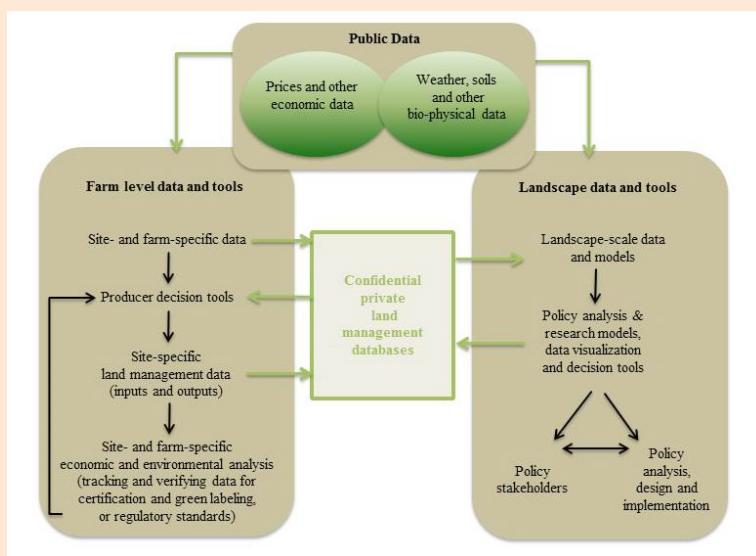 Public Data
Prices and other
economic data
Weather, soils
and other
bio-physical data
Farm level data and tools
Site- and farm-specific data
Producer decision tools
Site-specific
land management data
(inputs and outputs)
Site- and farm-specific
economic and environmental analysis
(tracking and verifying data for
certification and green labeling,
or regulatory standards)
Confidential
private
land
management
databases
Landscape data and tools
Landscape-scale data
and models
Policy analysis &
research models,
data visualization
and decision tools
Policy
stakeholders
Policy
analysis,
design and
implementation